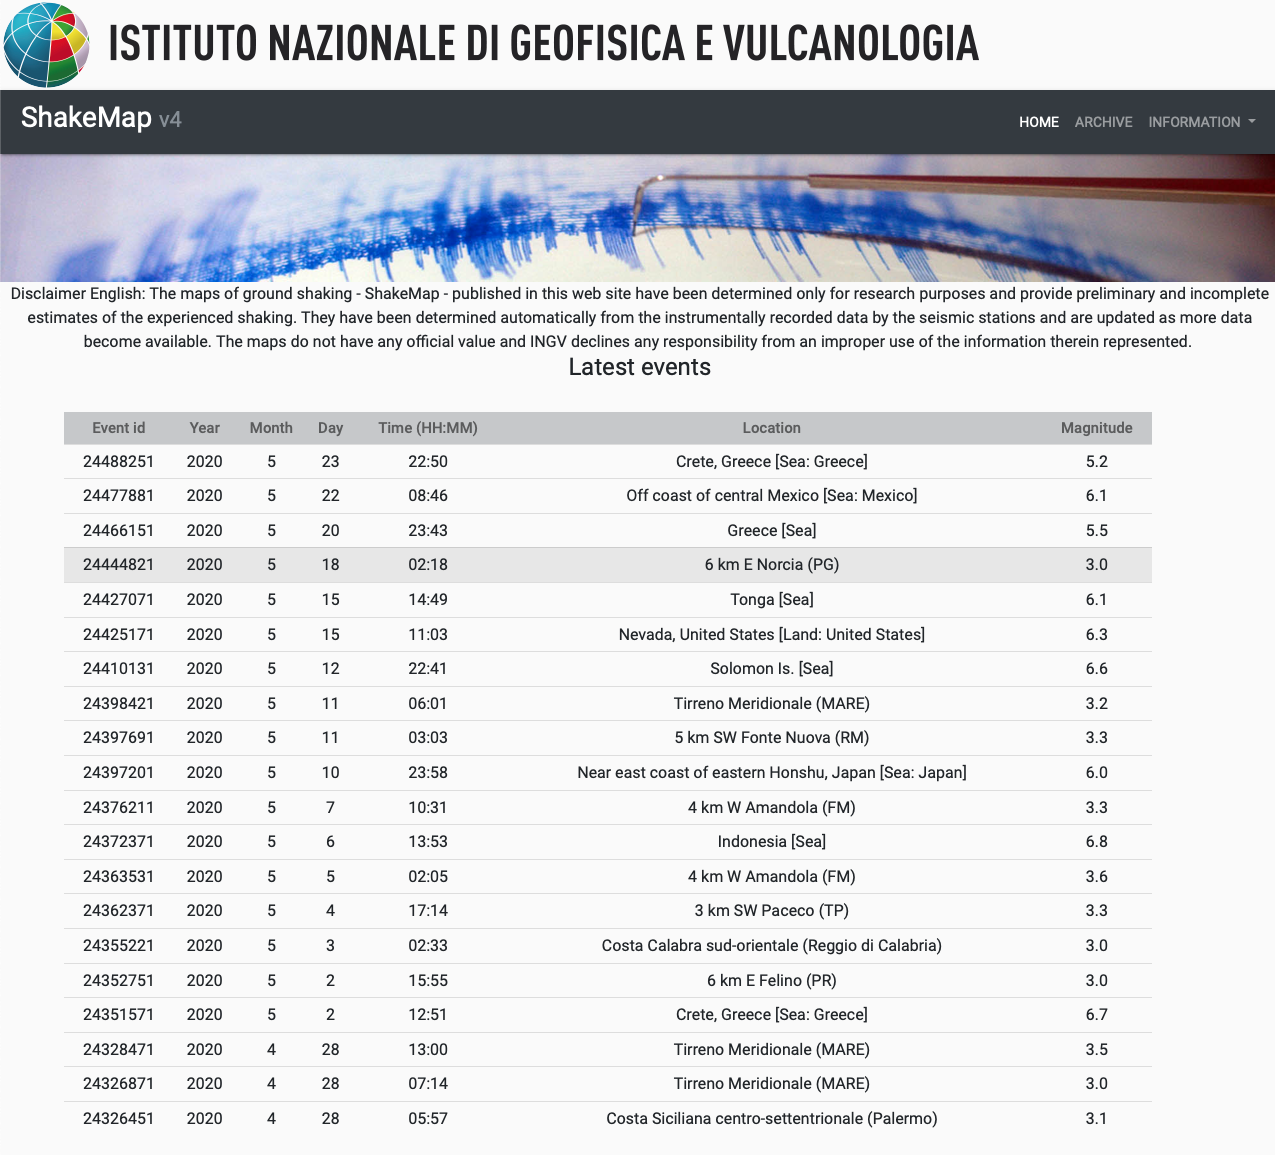 ISTITUTO NAZIONALE DI GEOFISICA E VULCANOLOGIA
ShakeMap v4
HOME ARCHIVE INFORMATION
Disclaimer English: The maps of ground shaking - ShakeMap - published in this web site have been determined only for research purposes and provide preliminary and incomplete
estimates of the experienced shaking. They have been determined automatically from the instrumentally recorded data by the seismic stations and are updated as more data
become available. The maps do not have any official value and INGV declines any responsibility from an improper use of the information therein represented.
Latest events
Event id Year Month Day Time (HH:MM) Location Magnitude
24488251 2020 5 23 22:50 Crete, Greece [Sea: Greece] 5.2
24477881 2020 5 22 08:46 Off coast of central Mexico [Sea: Mexico] 6.1
24466151 2020 5 20 23:43 Greece [Sea] 5.5
24444821 2020 5 18 02:18 6 km E Norcia (PG) 3.0
24427071 2020 5 15 14:49 Tonga [Sea] 6.1
24425171 2020 5 15 11:03 Nevada, United States [Land: United States] 6.3
24410131 2020 5 12 22:41 Solomon Is. [Sea] 6.6
24398421 2020 5 11 06:01 Tirreno Meridionale (MARE) 3.2
24397691 2020 5 11 03:03 5 km SW Fonte Nuova (RM) 3.3
24397201 2020 5 10 23:58 Near east coast of eastern Honshu, Japan [Sea: Japan] 6.0
24376211 2020 5 7 10:31 4 km W Amandola (FM) 3.3
24372371 2020 5 6 13:53 Indonesia [Sea] 6.8
24363531 2020 5 5 02:05 4 km W Amandola (FM) 3.6
24362371 2020 5 4 17:14 3 km SW Paceco (TP) 3.3
24355221 2020 5 3 02:33 Costa Calabra sud-orientale (Reggio di Calabria) 3.0
24352751 2020 5 2 15:55 6 km E Felino (PR) 3.0
24351571 2020 5 2 12:51 Crete, Greece [Sea: Greece] 6.7
24328471 2020 4 28 13:00 Tirreno Meridionale (MARE) 3.5
24326871 2020 4 28 07:14 Tirreno Meridionale (MARE) 3.0
24326451 2020 4 28 05:57 Costa Siciliana centro-settentrionale (Palermo) 3.1